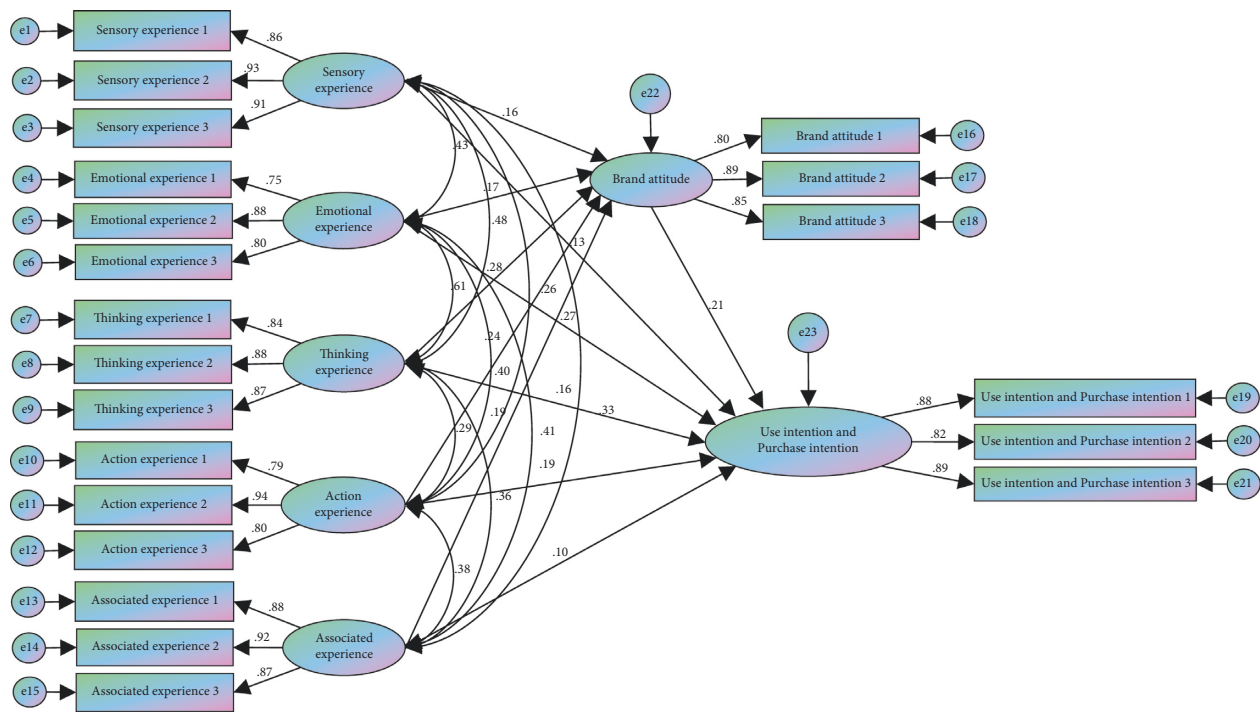 e1
Sensory experience 1
.86
e2
Sensory experience 2
.93
e3
Sensory experience 3
.91
Sensory
experience
e4
Emotional experience 1
.75
e5
Emotional experience 2
.88
e6
Emotional experience 3
.80
Emotional
experience
e7
Thinking experience 1
.84
e8
Thinking experience 2
.88
e9
Thinking experience 3
.87
Thinking
experience
e10
Action experience 1
.79
e11
Action experience 2
.94
e12
Action experience 3
.80
Action
experience
e13
Associated experience 1
.88
e14
Associated experience 2
.92
e15
Associated experience 3
.87
Associated
experience
.16
.43
.17
.48
.13
.28
.61
.26
.27
.24
.40
.16
.19
.33
.29
.41
.19
.36
.10
.38
e22
Brand attitude
.80
Brand attitude 1
e16
.89
Brand attitude 2
e17
.85
Brand attitude 3
e18
.21
e23
Use intention and
Purchase intention
.88
Use intention and Purchase intention 1
e19
.82
Use intention and Purchase intention 2
e20
.89
Use intention and Purchase intention 3
e21